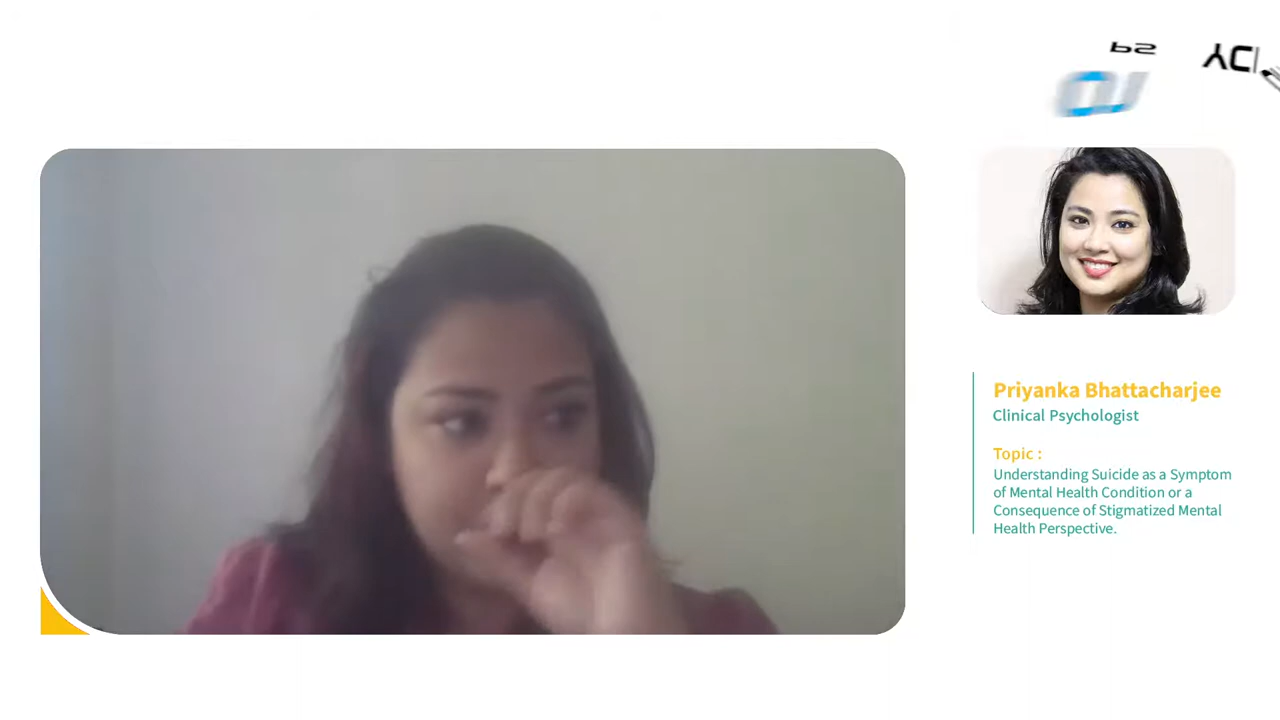 Priyanka Bhattacharjee
Clinical Psychologist
Topic :
Understanding Suicide as a Symptom
of Mental Health Condition or a
Consequence of Stigmatized Mental
Health Perspective.